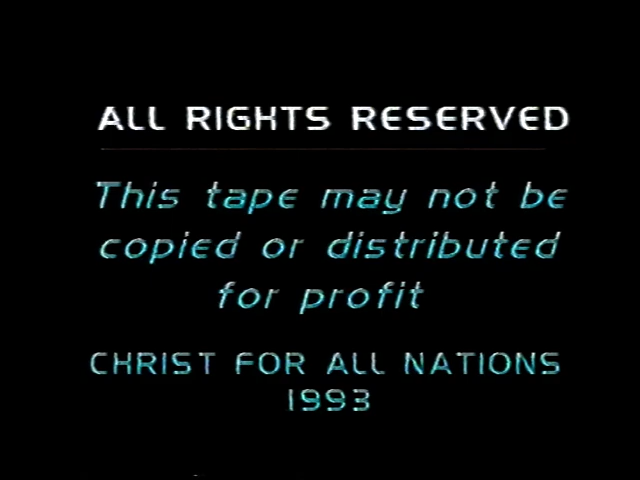 ALL RIGHTS RESERVED
This tape may not be
copied or distributed
for profit
CHRIST FOR ALL NATIONS
1993